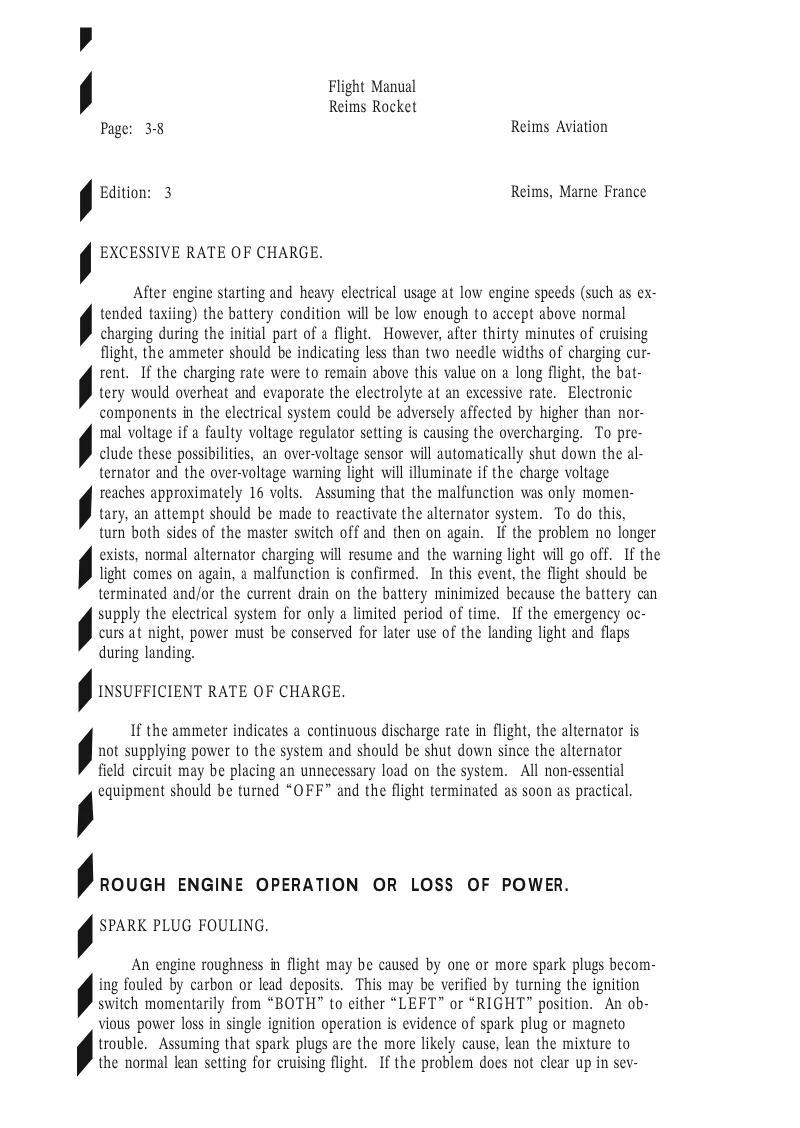 Flight Manual
Reims Rocket
Page: 3-8 Reims Aviation
Edition: 3 Reims, Marne France
EXCESSIVE RATE OF CHARGE.
After engine starting and heavy electrical usage at low engine speeds (such as ex-
tended taxiing) the battery condition will be low enough to accept above normal
charging during the initial part of a flight. However, after thirty minutes of cruising
flight, the ammeter should be indicating less than two needle widths of charging cur-
rent. If the charging rate were to remain above this value on a long flight, the bat-
tery would overheat and evaporate the electrolyte at an excessive rate. Electronic
components in the electrical system could be adversely affected by higher than nor-
mal voltage if a faulty voltage regulator setting is causing the overcharging. To pre-
clude these possibilities, an over-voltage sensor will automatically shut down the al-
ternator and the over-voltage warning light will illuminate if the charge voltage
reaches approximately 16 volts. Assuming that the malfunction was only momen-
tary, an attempt should be made to reactivate the alternator system. To do this,
turn both sides of the master switch off and then on again. If the problem no longer
exists, normal alternator charging will resume and the warning light will go off. If the
light comes on again, a malfunction is confirmed. In this event, the flight should be
terminated and/or the current drain on the battery minimized because the battery can
supply the electrical system for only a limited period of time. If the emergency oc-
curs at night, power must be conserved for later use of the landing light and flaps
during landing.
INSUFFICIENT RATE OF CHARGE.
If the ammeter indicates a continuous discharge rate in flight, the alternator is
not supplying power to the system and should be shut down since the alternator
field circuit may be placing an unnecessary load on the system. All non-essential
equipment should be turned “OFF” and the flight terminated as soon as practical.
ROUGH ENGINE OPERATION OR LOSS OF POWER.
SPARK PLUG FOULING.
An engine roughness in flight may be caused by one or more spark plugs becom-
ing fouled by carbon or lead deposits. This may be verified by turning the ignition
switch momentarily from “BOTH” to either “LEFT” or “RIGHT” position. An ob-
vious power loss in single ignition operation is evidence of spark plug or magneto
trouble. Assuming that spark plugs are the more likely cause, lean the mixture to
the normal lean setting for cruising flight. If the problem does not clear up in sev-